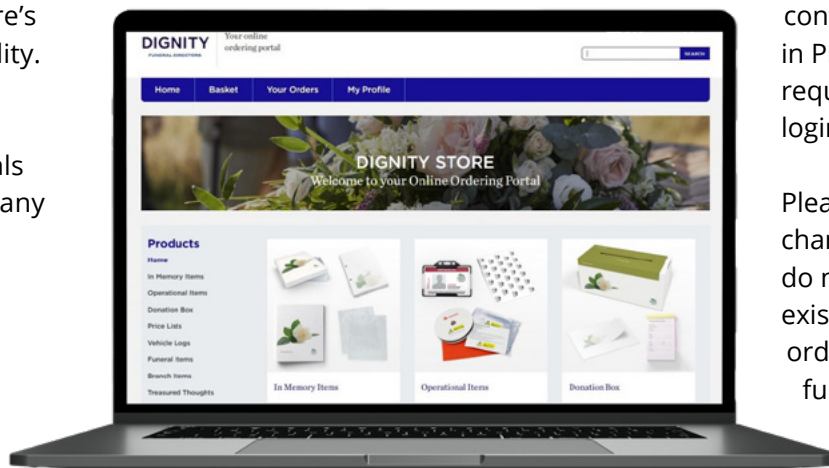 re's
lity.
als
any
DIGNITY
FUNERAL DIRECTORS
Your online
ordering portal
SEARCH
Home Basket Your Orders My Profile
DIGNITY STORE
Welcome to your Online Ordering Portal
Products
Home
In Memory Items
Operational Items
Donation Box
Price Lists
Vehicle Logs
Funeral Items
Branch Items
Treasured Thoughts
In Memory Items
Operational Items
Donation Box
con
in P
requ
login
Plea
char
do n
exis
ord
fu